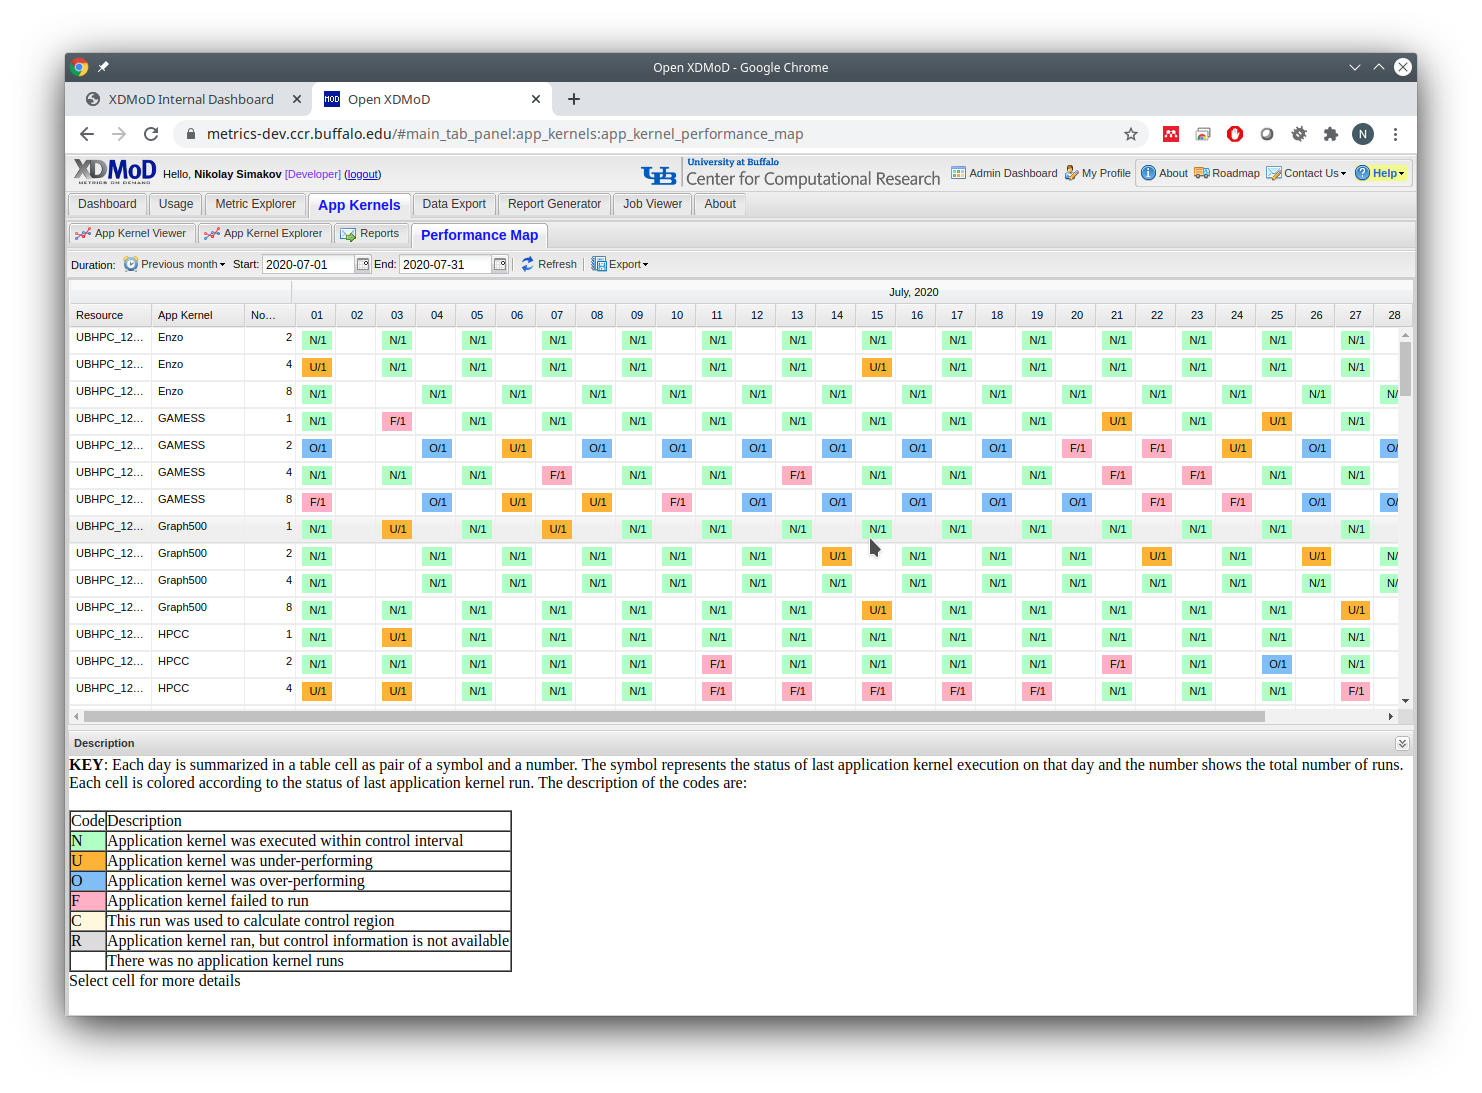 Open XDMoD - Google Chrome
XDMoD Internal Dashboard Open XDMoD
metrics-dev.ccr.buffalo.edu/#main_tab_panel:app_kernels:app_kernel_performance_map N
XDMoD METRICS ON DEMAND Hello, Nikolay Simakov [Developer] (logout) UB University at Buffalo Center for Computational Research Admin Dashboard My Profile About Roadmap Contact Us Help
Dashboard Usage Metric Explorer App Kernels Data Export Report Generator Job Viewer About
App Kernel Viewer App Kernel Explorer Reports Performance Map
Duration: Previous month Start: 2020-07-01 End: 2020-07-31 Refresh Export
July, 2020
Resource App Kernel No... 01 02 03 04 05 06 07 08 09 10 11 12 13 14 15 16 17 18 19 20 21 22 23 24 25 26 27 28
UBHPC_12... Enzo 2 N/1 N/1 N/1 N/1 N/1 N/1 N/1 N/1 N/1 N/1 N/1 N/1 N/1 N/1
UBHPC_12... Enzo 4 U/1 N/1 N/1 N/1 N/1 N/1 N/1 U/1 N/1 N/1 N/1 N/1 N/1 N/1
UBHPC_12... Enzo 8 N/1 N/1 N/1 N/1 N/1 N/1 N/1 N/1 N/1 N/1 N/1 N/1 N/1 N/
UBHPC_12... GAMESS 1 N/1 F/1 N/1 N/1 N/1 N/1 N/1 N/1 N/1 N/1 U/1 N/1 U/1 N/1
UBHPC_12... GAMESS 2 O/1 O/1 U/1 O/1 O/1 O/1 O/1 O/1 O/1 F/1 F/1 U/1 O/1 O/
UBHPC_12... GAMESS 4 N/1 N/1 N/1 F/1 N/1 N/1 F/1 N/1 N/1 N/1 F/1 F/1 N/1 N/1
UBHPC_12... GAMESS 8 F/1 O/1 U/1 U/1 F/1 O/1 O/1 O/1 O/1 O/1 F/1 F/1 O/1 O/
UBHPC_12... Graph500 1 N/1 U/1 N/1 U/1 N/1 N/1 N/1 N/1 N/1 N/1 N/1 N/1 N/1 N/1
UBHPC_12... Graph500 2 N/1 N/1 N/1 N/1 N/1 N/1 U/1 N/1 N/1 N/1 U/1 N/1 U/1 N/
UBHPC_12... Graph500 4 N/1 N/1 N/1 N/1 N/1 N/1 N/1 N/1 N/1 N/1 N/1 N/1 N/1 N/
UBHPC_12... Graph500 8 N/1 N/1 N/1 N/1 N/1 N/1 N/1 U/1 N/1 N/1 N/1 N/1 N/1 U/1
UBHPC_12... HPCC 1 N/1 U/1 N/1 N/1 N/1 N/1 N/1 N/1 N/1 N/1 N/1 N/1 N/1 N/1
UBHPC_12... HPCC 2 N/1 N/1 N/1 N/1 N/1 F/1 N/1 N/1 N/1 N/1 F/1 N/1 O/1 N/1
UBHPC_12... HPCC 4 U/1 U/1 N/1 N/1 N/1 F/1 F/1 F/1 F/1 F/1 N/1 N/1 N/1 F/1
Description
KEY: Each day is summarized in a table cell as pair of a symbol and a number. The symbol represents the status of last application kernel execution on that day and the number shows the total number of runs.
Each cell is colored according to the status of last application kernel run. The description of the codes are:
Code Description
N Application kernel was executed within control interval
U Application kernel was under-performing
O Application kernel was over-performing
F Application kernel failed to run
C This run was used to calculate control region
R Application kernel ran, but control information is not available
There was no application kernel runs
Select cell for more details